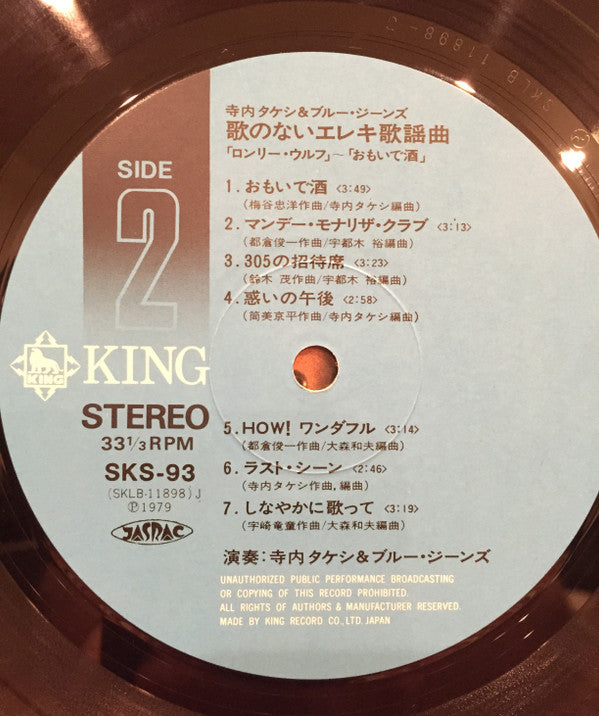 SKLB 11898-2
寺内タケシ&ブルー・ジーンズ
歌のないエレキ歌謡曲
「ロンリー・ウルフ」〜「おもいで酒」
SIDE
2
1. おもいで酒 <3:49>
(梅谷忠洋作曲/寺内タケシ編曲)
2. マンデー・モナリザ・クラブ <3:13>
(都倉俊一作曲/宇都木 裕編曲)
3. 305の招待席 <3:23>
(鈴木 茂作曲/宇都木 裕編曲)
4. 惑いの午後 <2:58>
(筒美京平作曲/寺内タケシ編曲)
KING
KING
STEREO
33 1/3 RPM
SKS-93
(SKLB-11898) J
Ⓟ1979
JASRAC
5. HOW! ワンダフル <3:14>
(都倉俊一作曲/大森和夫編曲)
6. ラスト・シーン <2:46>
(寺内タケシ作曲, 編曲)
7. しなやかに歌って <3:19>
(宇崎竜童作曲/大森和夫編曲)
演奏:寺内タケシ&ブルー・ジーンズ
UNAUTHORIZED PUBLIC PERFORMANCE BROADCASTING
OR COPYING OF THIS RECORD PROHIBITED.
ALL RIGHTS OF AUTHORS & MANUFACTURER RESERVED.
MADE BY KING RECORD CO., LTD. JAPAN